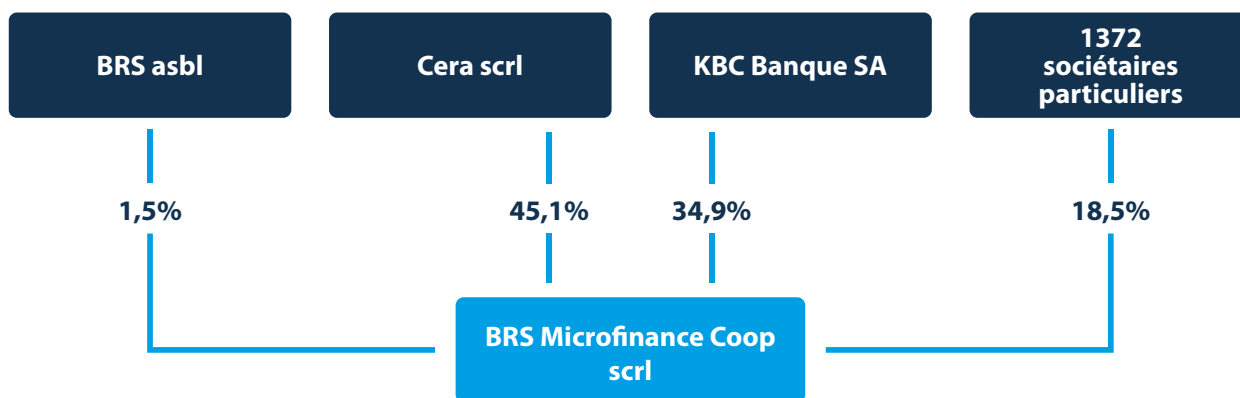 BRS asbl
Cera scrl
KBC Banque SA
1372
sociétaires
particuliers
1,5%
45,1%
34,9%
18,5%
BRS Microfinance Coop
scrl